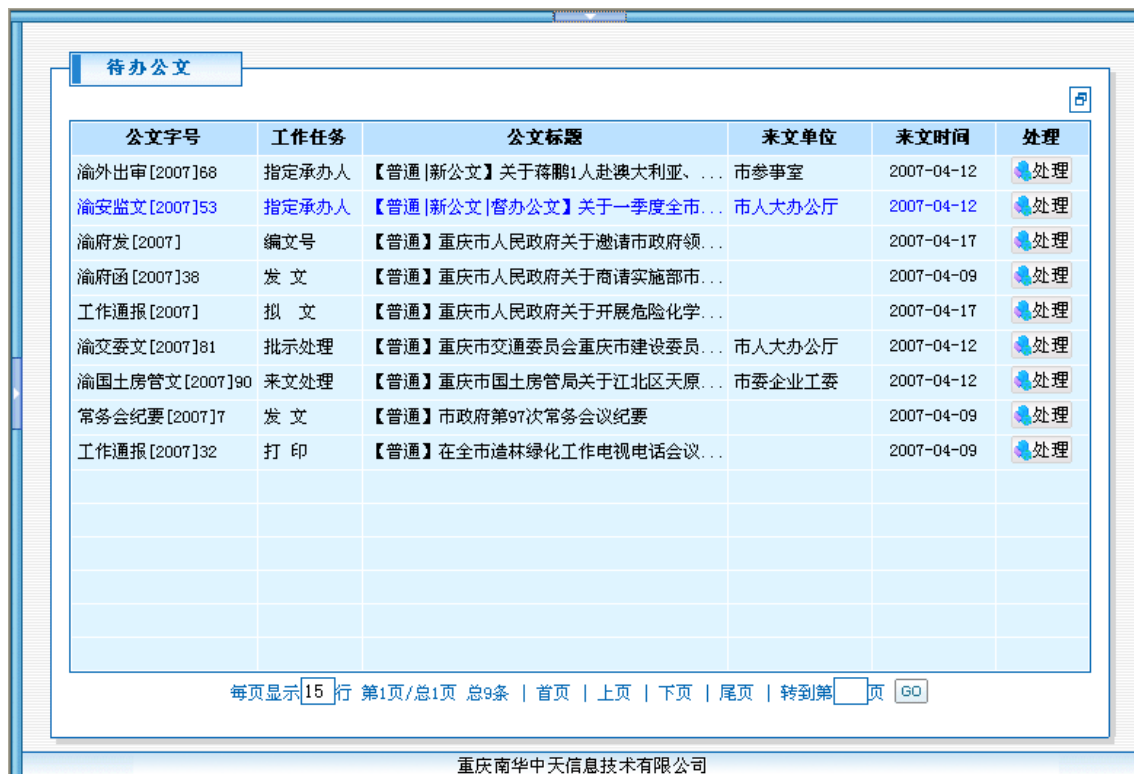 待办公文
公文字号 工作任务 公文标题 来文单位 来文时间 处理
渝外出审[2007]68 指定承办人 【普通|新公文】关于蒋鹏1人赴澳大利亚、... 市参事室 2007-04-12 处理
渝安监文[2007]53 指定承办人 【普通|新公文|督办公文】关于一季度全市... 市人大办公厅 2007-04-12 处理
渝府发[2007] 编文号 【普通】重庆市人民政府关于邀请市政府领... 2007-04-17 处理
渝府函[2007]38 发 文 【普通】重庆市人民政府关于商请实施部市... 2007-04-09 处理
工作通报[2007] 拟 文 【普通】重庆市人民政府关于开展危险化学... 2007-04-17 处理
渝交委文[2007]81 批示处理 【普通】重庆市交通委员会重庆市建设委员... 市人大办公厅 2007-04-12 处理
渝国土房管文[2007]90 来文处理 【普通】重庆市国土房管局关于江北区天原... 市委企业工委 2007-04-12 处理
常务会纪要[2007]7 发 文 【普通】市政府第97次常务会议纪要 2007-04-09 处理
工作通报[2007]32 打 印 【普通】在全市造林绿化工作电视电话会议... 2007-04-09 处理
每页显示15行 第1页/总1页 总9条 | 首页 | 上页 | 下页 | 尾页 | 转到第 页 GO
重庆南华中天信息技术有限公司